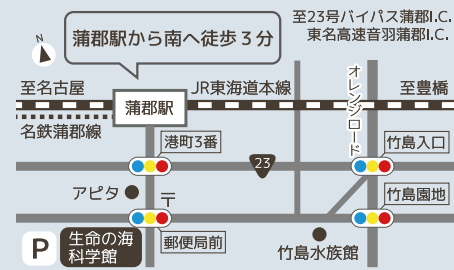 至23号バイパス蒲郡I.C.
東名高速音羽蒲郡I.C.
N
蒲郡駅から南へ徒歩3分
オレンジロード
至名古屋
JR東海道本線
至豊橋
蒲郡駅
名鉄蒲郡線
港町3番
23
竹島入口
アピタ
〒
竹島園地
P
生命の海
科学館
郵便局前
竹島水族館